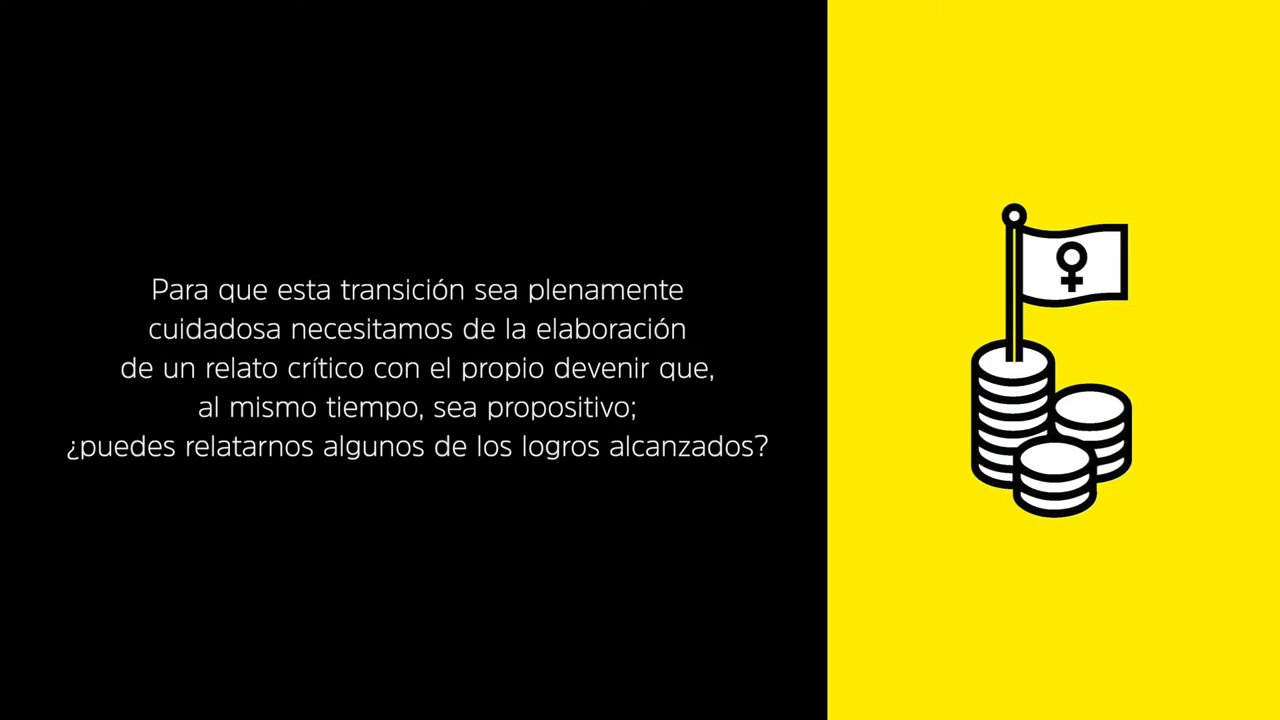 Para que esta transición sea plenamente
cuidadosa necesitamos de la elaboración
de un relato crítico con el propio devenir que,
al mismo tiempo, sea propositivo;
¿puedes relatarnos algunos de los logros alcanzados?